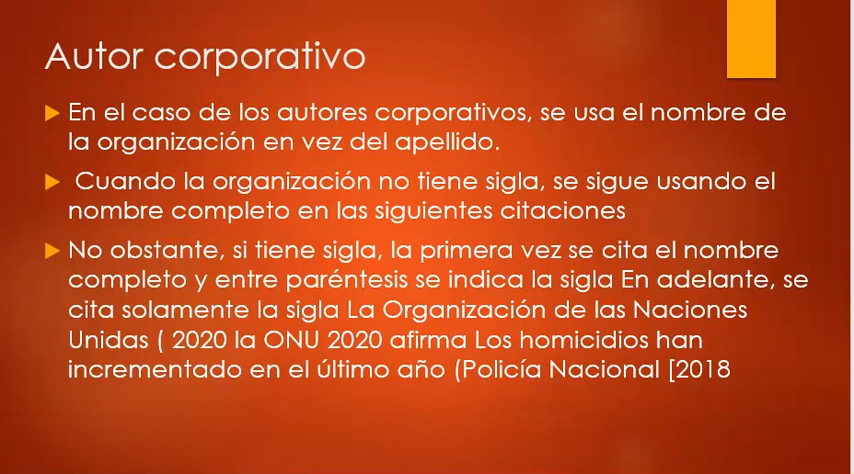 Autor corporativo
En el caso de los autores corporativos, se usa el nombre de
la organización en vez del apellido.
Cuando la organización no tiene sigla, se sigue usando el
nombre completo en las siguientes citaciones
No obstante, si tiene sigla, la primera vez se cita el nombre
completo y entre paréntesis se indica la sigla En adelante, se
cita solamente la sigla La Organización de las Naciones
Unidas ( 2020 la ONU 2020 afirma Los homicidios han
incrementado en el último año (Policía Nacional [2018